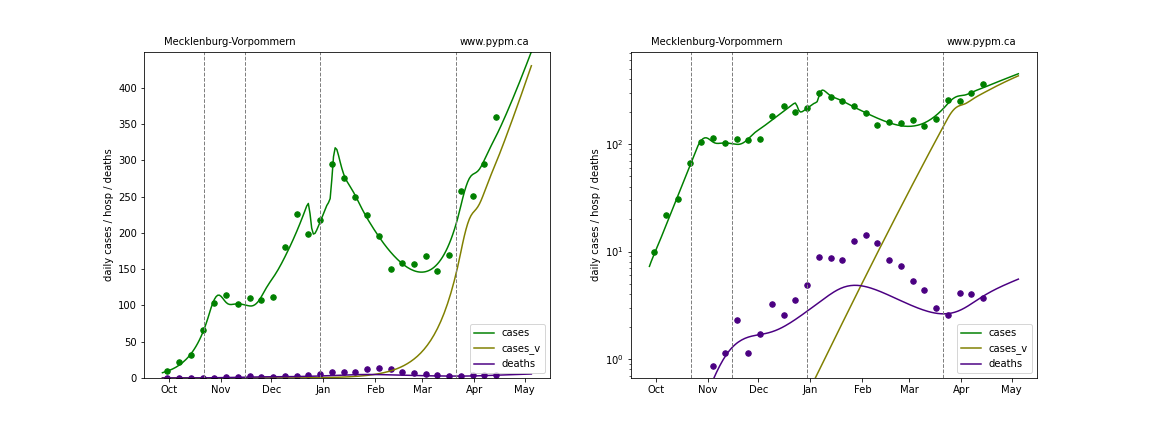 Mecklenburg-Vorpommern www.pypm.ca
daily cases / hosp / deaths
400
350
300
250
200
150
100
50
0
Oct Nov Dec Jan Feb Mar Apr May
cases
cases_v
deaths
Mecklenburg-Vorpommern www.pypm.ca
daily cases / hosp / deaths
10²
10¹
10⁰
Oct Nov Dec Jan Feb Mar Apr May
cases
cases_v
deaths